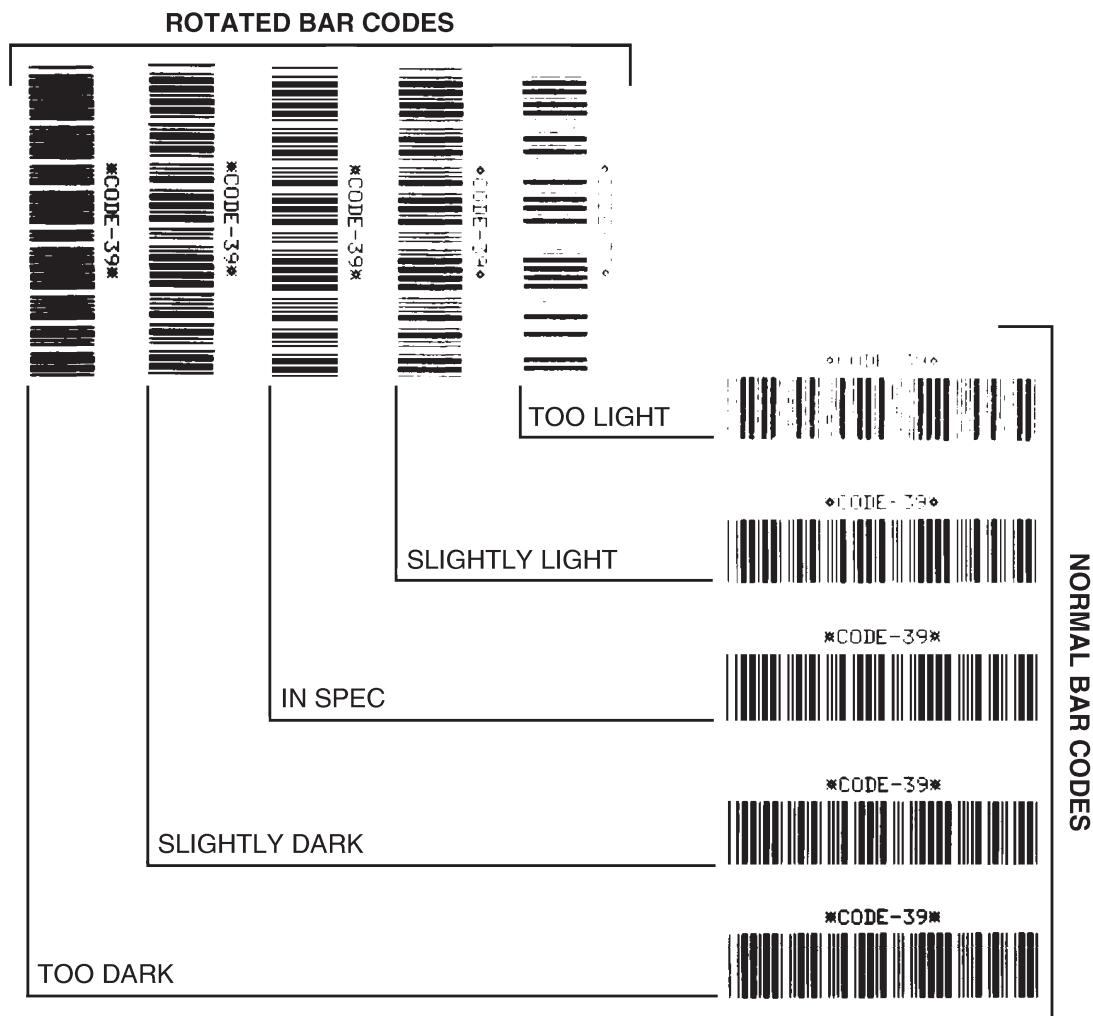 ROTATED BAR CODES
*CODE-39*
*CODE-39*
*CODE-39*
TOO LIGHT
SLIGHTLY LIGHT
IN SPEC
*CODE-39*
SLIGHTLY DARK
*CODE-39*
TOO DARK
*CODE-39*
NORMAL BAR CODES